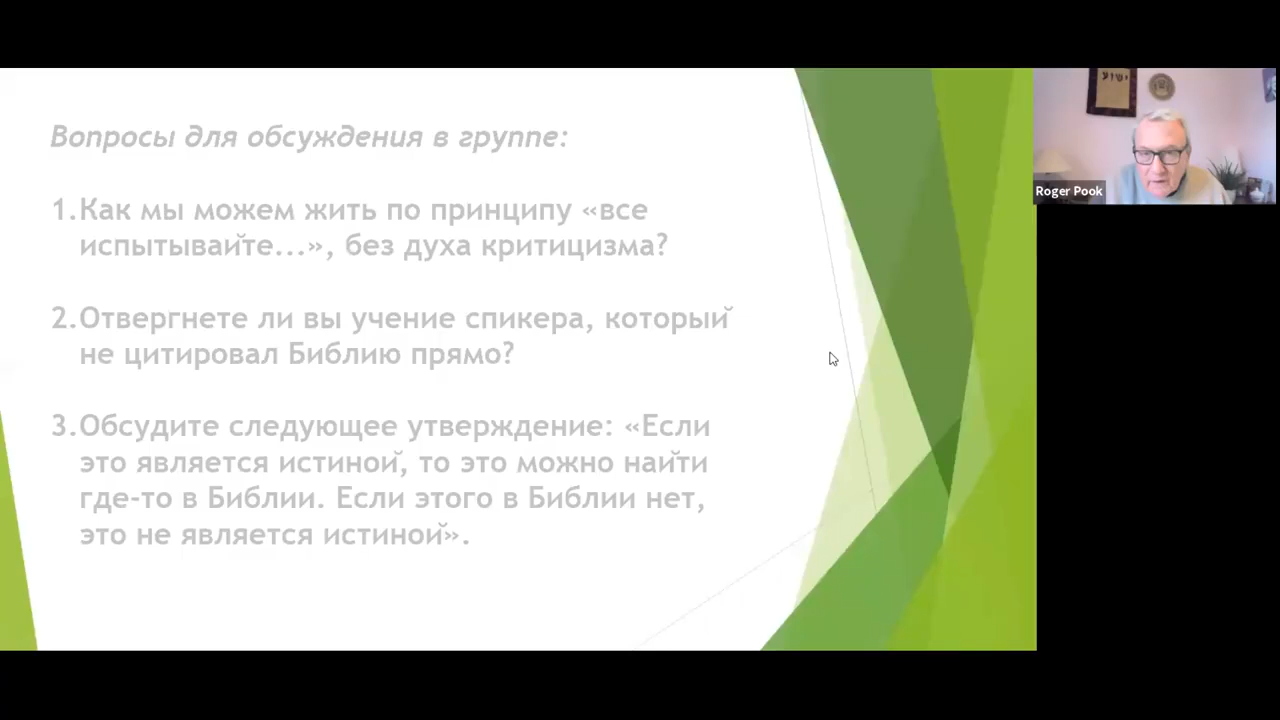 Вопросы для обсуждения в группе:
1.Как мы можем жить по принципу «все
испытывайте...», без духа критицизма?
2.Отвергнете ли вы учение спикера, который
не цитировал Библию прямо?
3.Обсудите следующее утверждение: «Если
это является истиной, то это можно найти
где-то в Библии. Если этого в Библии нет,
это не является истиной».
ישוע
Roger Pook